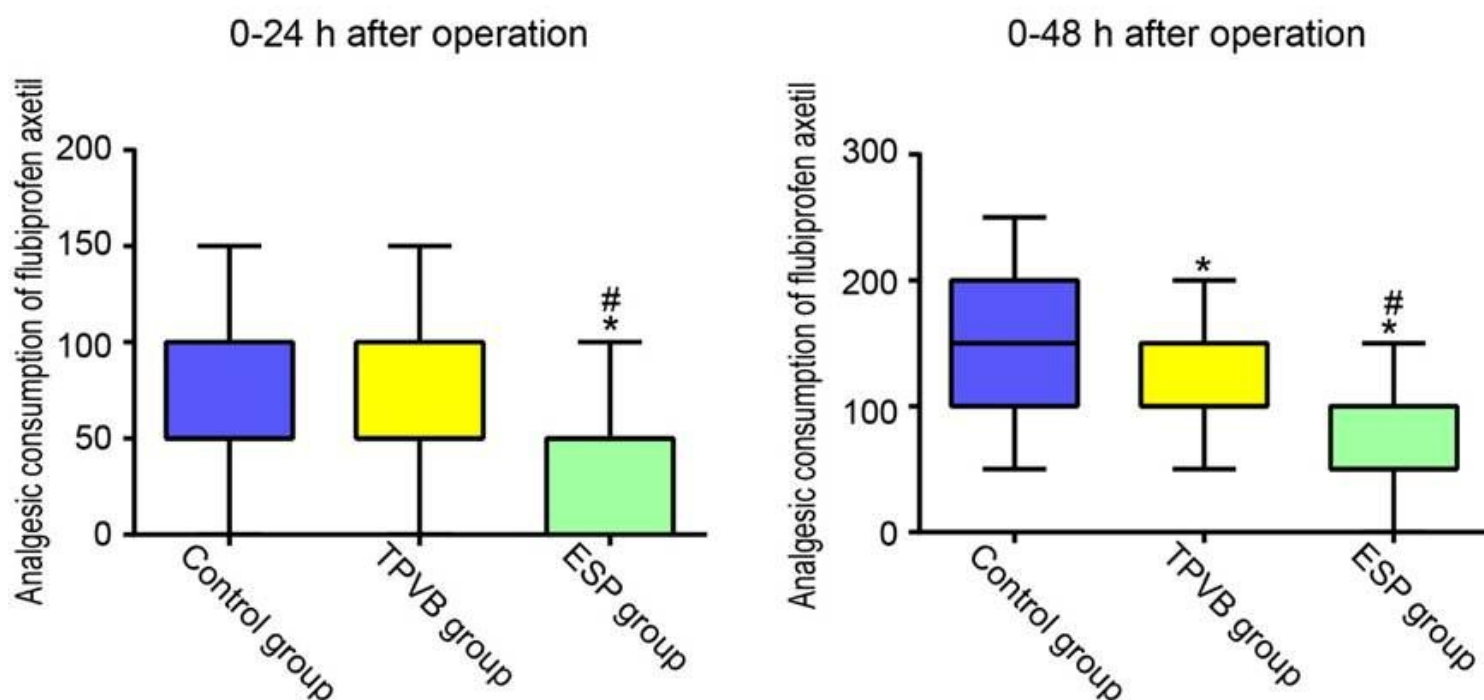 0-24 h after operation
Analgesic consumption of flubiprofen axetil
200
150
100
50
0
#
*
Control group
TPVB group
ESP group
0-48 h after operation
Analgesic consumption of flubiprofen axetil
300
200
100
0
*
#
*
Control group
TPVB group
ESP group